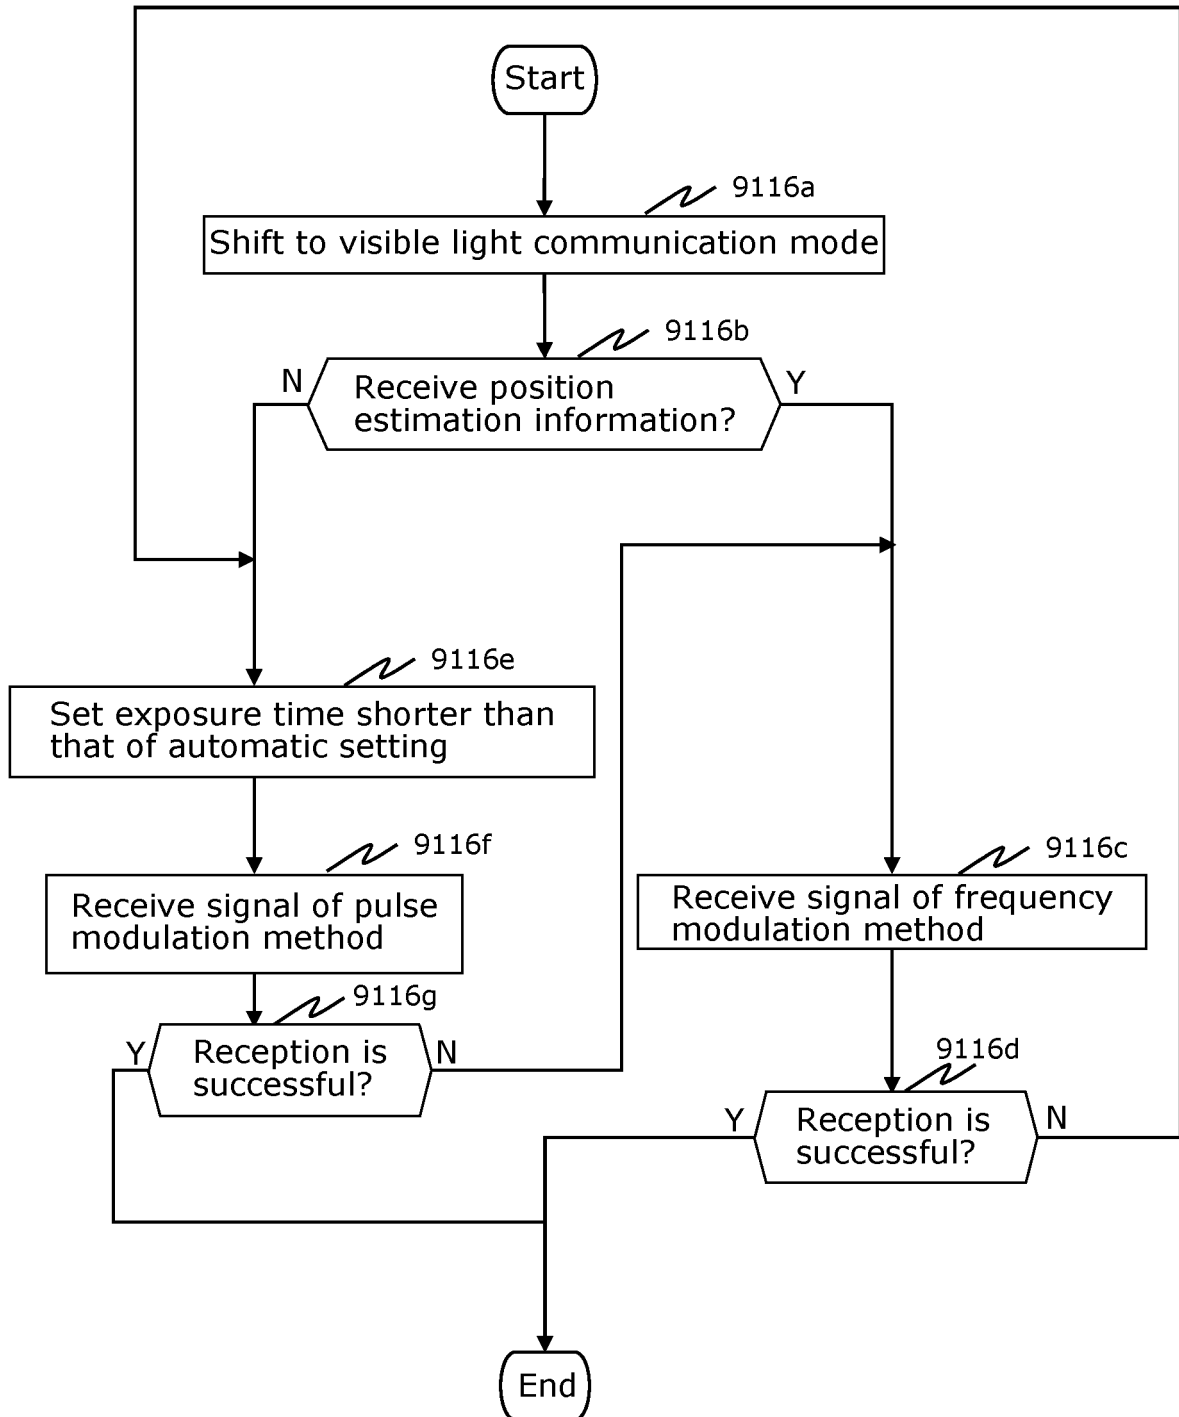 Start
9116a
Shift to visible light communication mode
9116b
N
Receive position
estimation information?
Y
9116e
Set exposure time shorter than
that of automatic setting
9116f
Receive signal of pulse
modulation method
9116c
Receive signal of frequency
modulation method
9116g
Y
Reception is
successful?
N
9116d
Y
Reception is
successful?
N
End